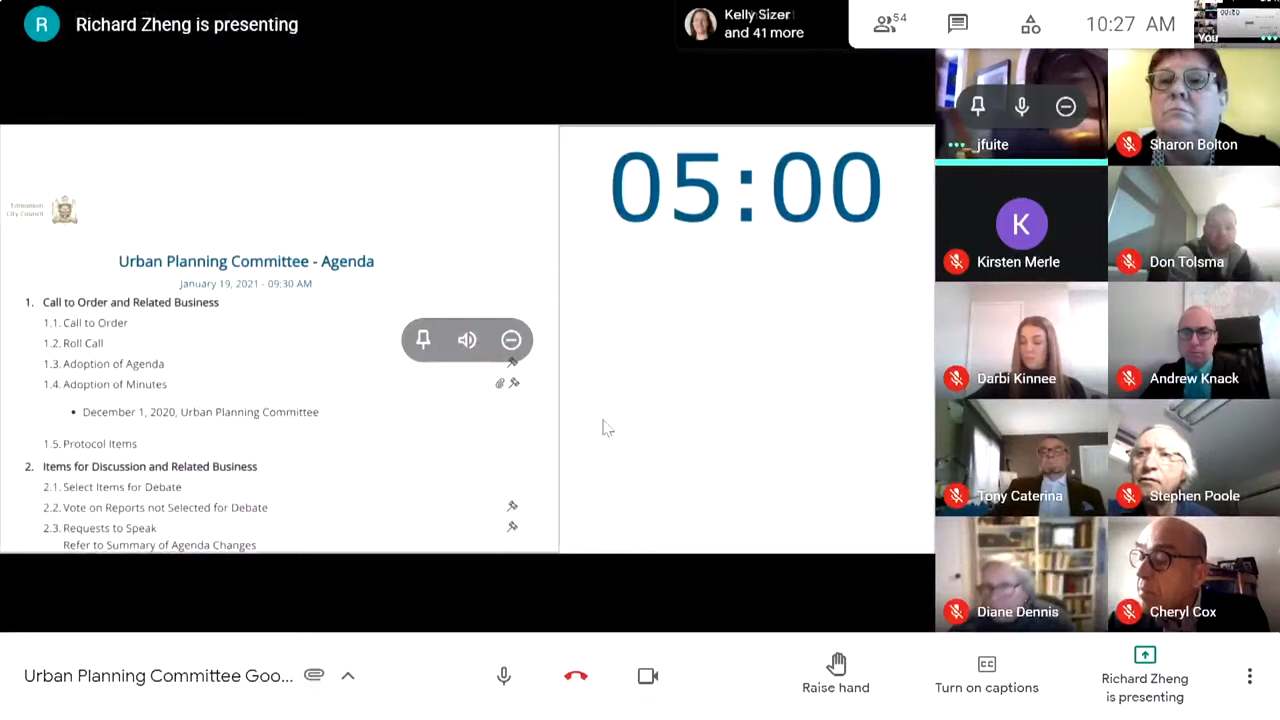 R
Richard Zheng is presenting
Kelly Sizer
and 41 more
54
10:27 AM
You
Edmonton
City Council
Urban Planning Committee - Agenda
January 19, 2021 - 09:30 AM
1. Call to Order and Related Business
1.1. Call to Order
1.2. Roll Call
1.3. Adoption of Agenda
1.4. Adoption of Minutes
• December 1, 2020, Urban Planning Committee
1.5. Protocol Items
2. Items for Discussion and Related Business
2.1. Select Items for Debate
2.2. Vote on Reports not Selected for Debate
2.3. Requests to Speak
Refer to Summary of Agenda Changes
05:00
jfuite
Sharon Bolton
K
Kirsten Merle
Don Tolsma
Darbi Kinnee
Andrew Knack
Tony Caterina
Stephen Poole
Diane Dennis
Cheryl Cox
Urban Planning Committee Goo...
Raise hand
CC
Turn on captions
Richard Zheng
is presenting